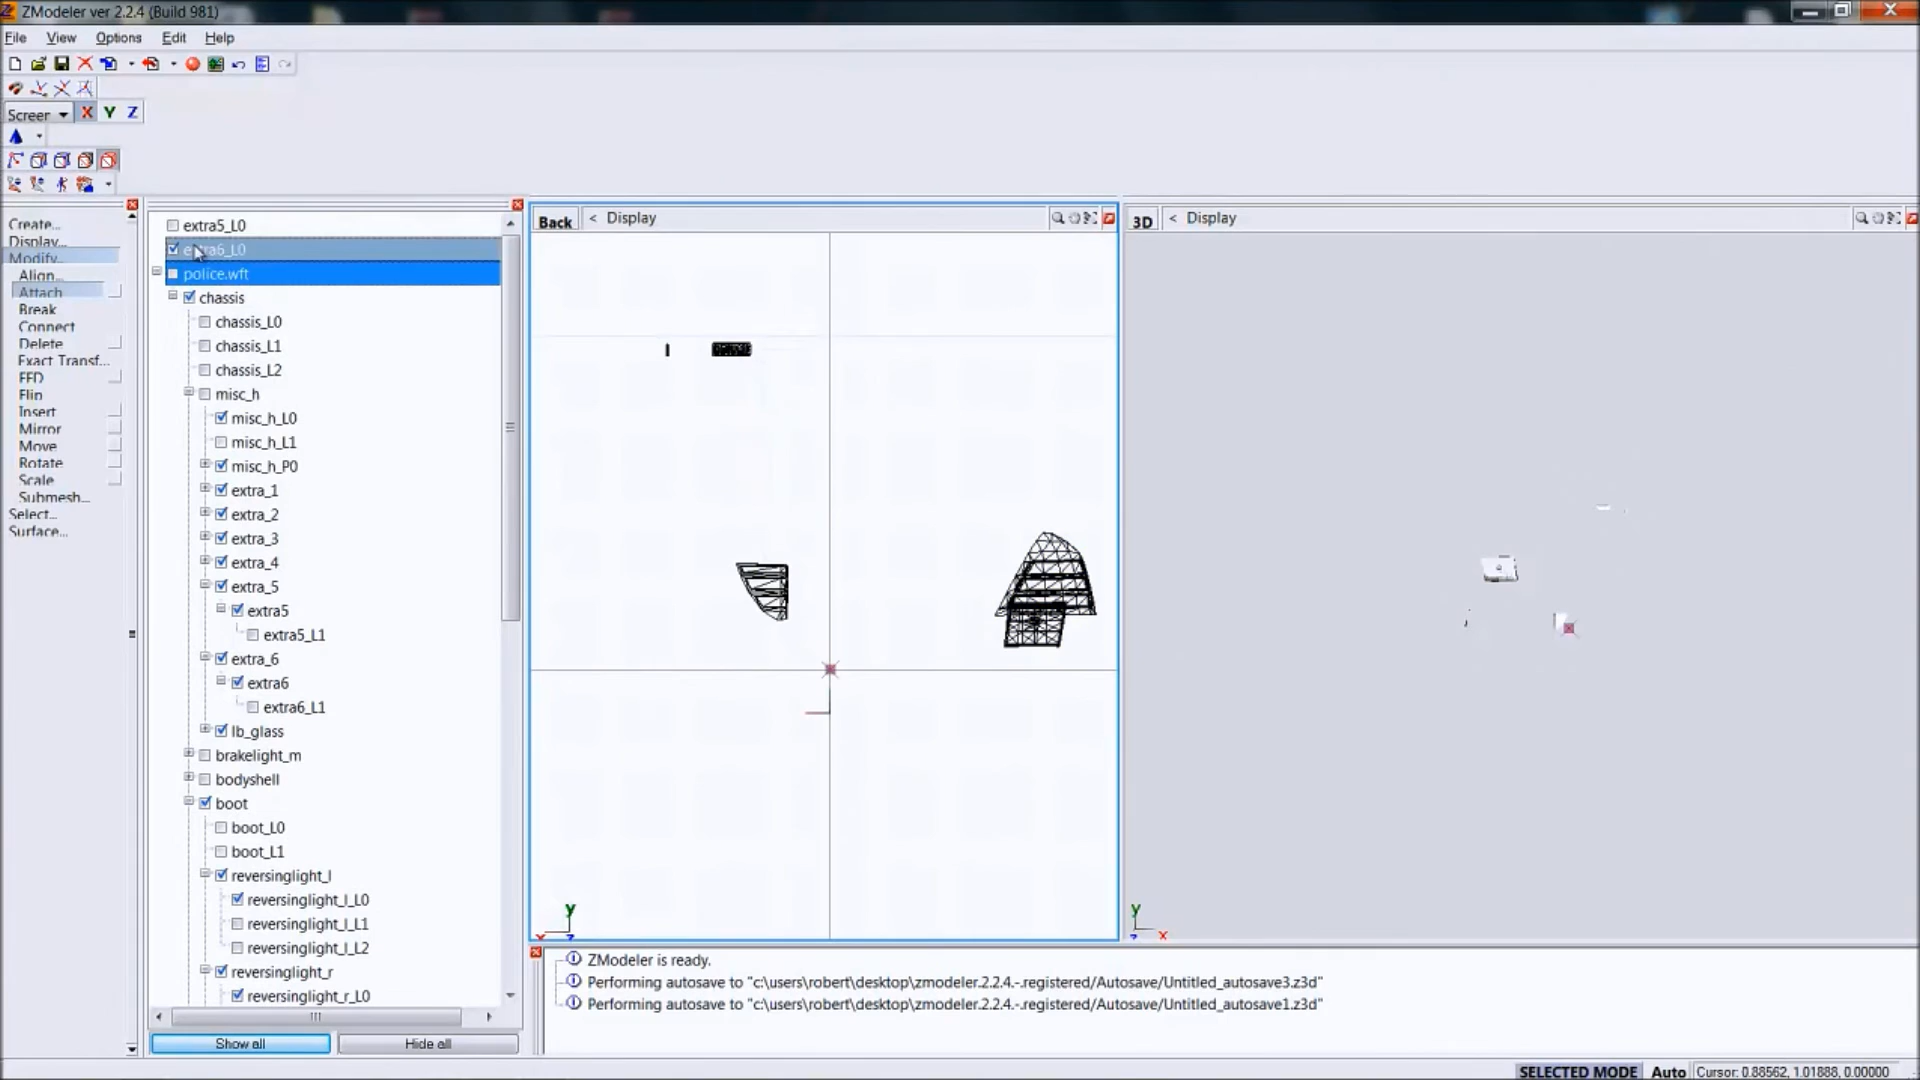 ZModeler ver 2.2.4 (Build 981)
File View Options Edit Help
Screer X Y Z
Create...
Display...
Modify...
Align...
Attach
Break
Connect
Delete
Exact Transf...
FFD
Flip
Insert
Mirror
Move
Rotate
Scale
Submesh...
Select...
Surface...
extra5_L0
extra6_L0
police.wft
chassis
chassis_L0
chassis_L1
chassis_L2
misc_h
misc_h_L0
misc_h_L1
misc_h_P0
extra_1
extra_2
extra_3
extra_4
extra_5
extra5
extra5_L1
extra_6
extra6
extra6_L1
lb_glass
brakelight_m
bodyshell
boot
boot_L0
boot_L1
reversinglight_l
reversinglight_l_L0
reversinglight_l_L1
reversinglight_l_L2
reversinglight_r
reversinglight_r_L0
Show all Hide all
Back < Display
y
x
z
3D < Display
y
x
z
ZModeler is ready.
Performing autosave to "c:\users\robert\desktop\zmodeler.2.2.4.-.registered/Autosave/Untitled_autosave3.z3d"
Performing autosave to "c:\users\robert\desktop\zmodeler.2.2.4.-.registered/Autosave/Untitled_autosave1.z3d"
SELECTED MODE Auto Cursor: 0.88562, 1.01888, 0.00000